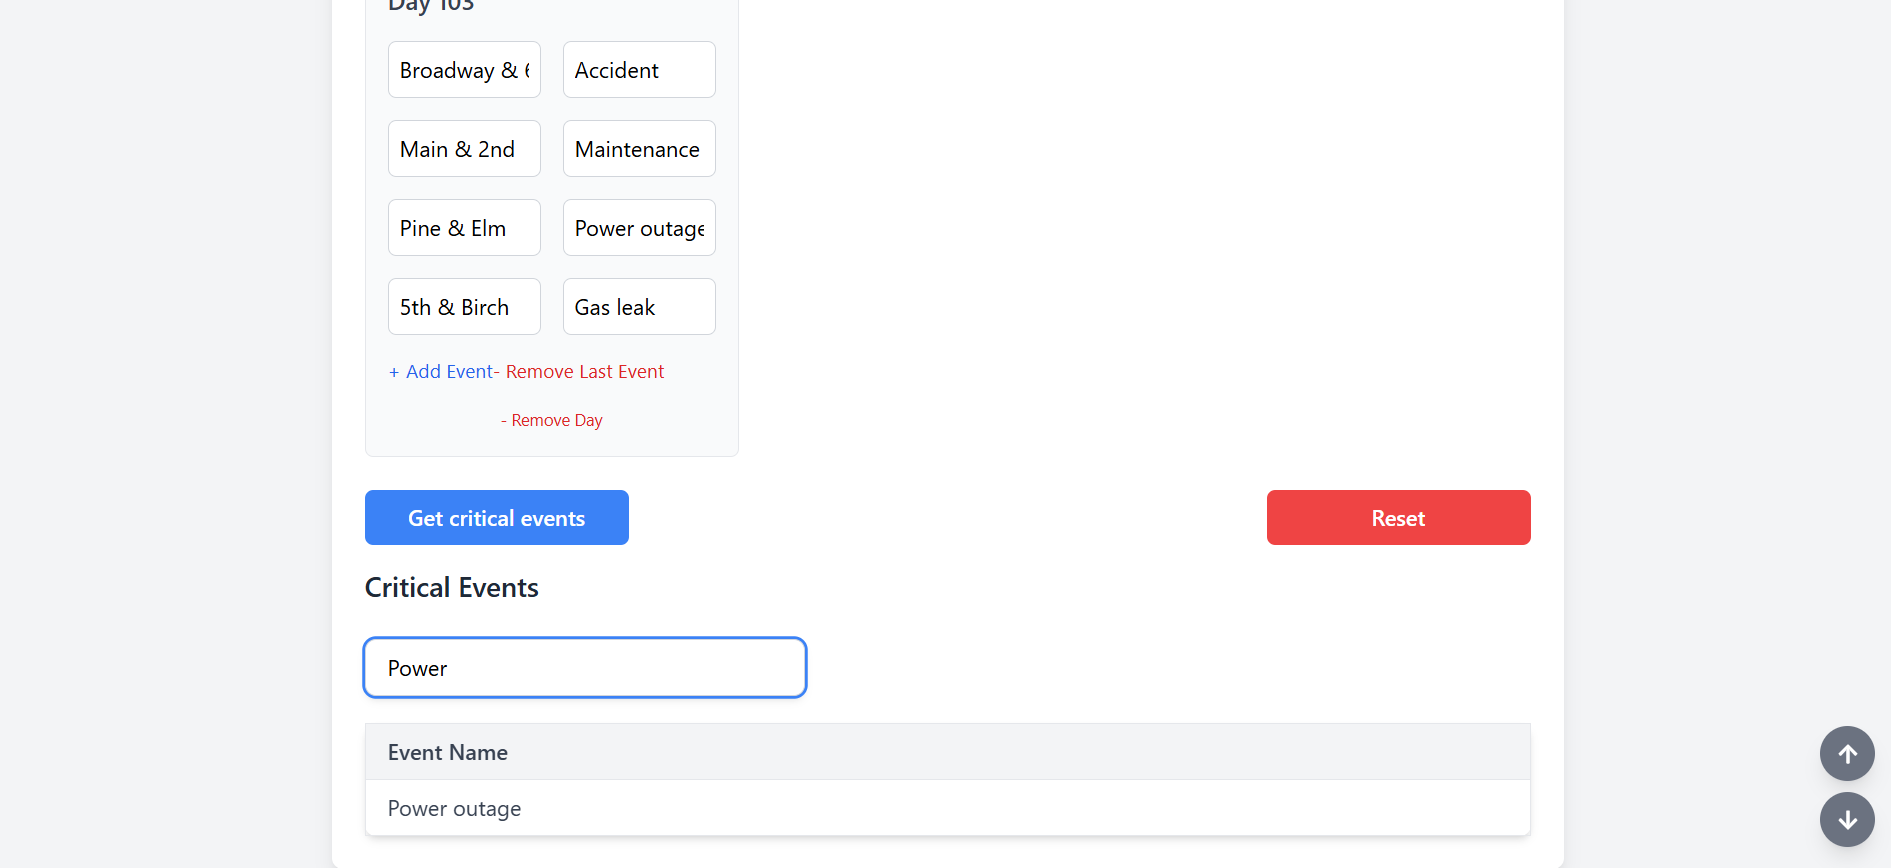 Day 103
Broadway & 6
Accident
Main & 2nd
Maintenance
Pine & Elm
Power outage
5th & Birch
Gas leak
+ Add Event- Remove Last Event
- Remove Day
Get critical events
Reset
Critical Events
Power
Event Name
Power outage